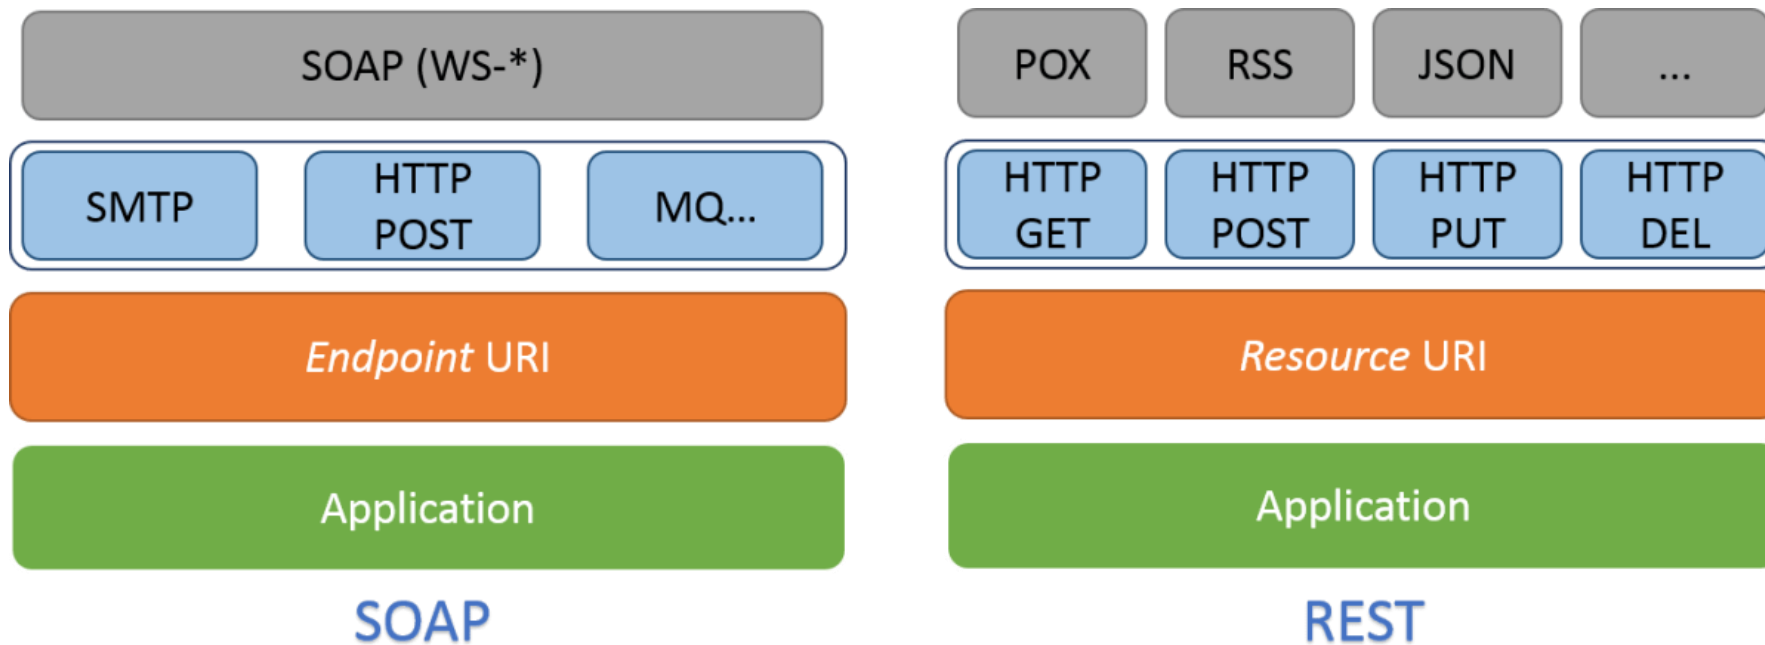 SOAP (WS-*)
SMTP
HTTP
POST
MQ...
Endpoint URI
Application
SOAP
POX
RSS
JSON
...
HTTP
GET
HTTP
POST
HTTP
PUT
HTTP
DEL
Resource URI
Application
REST